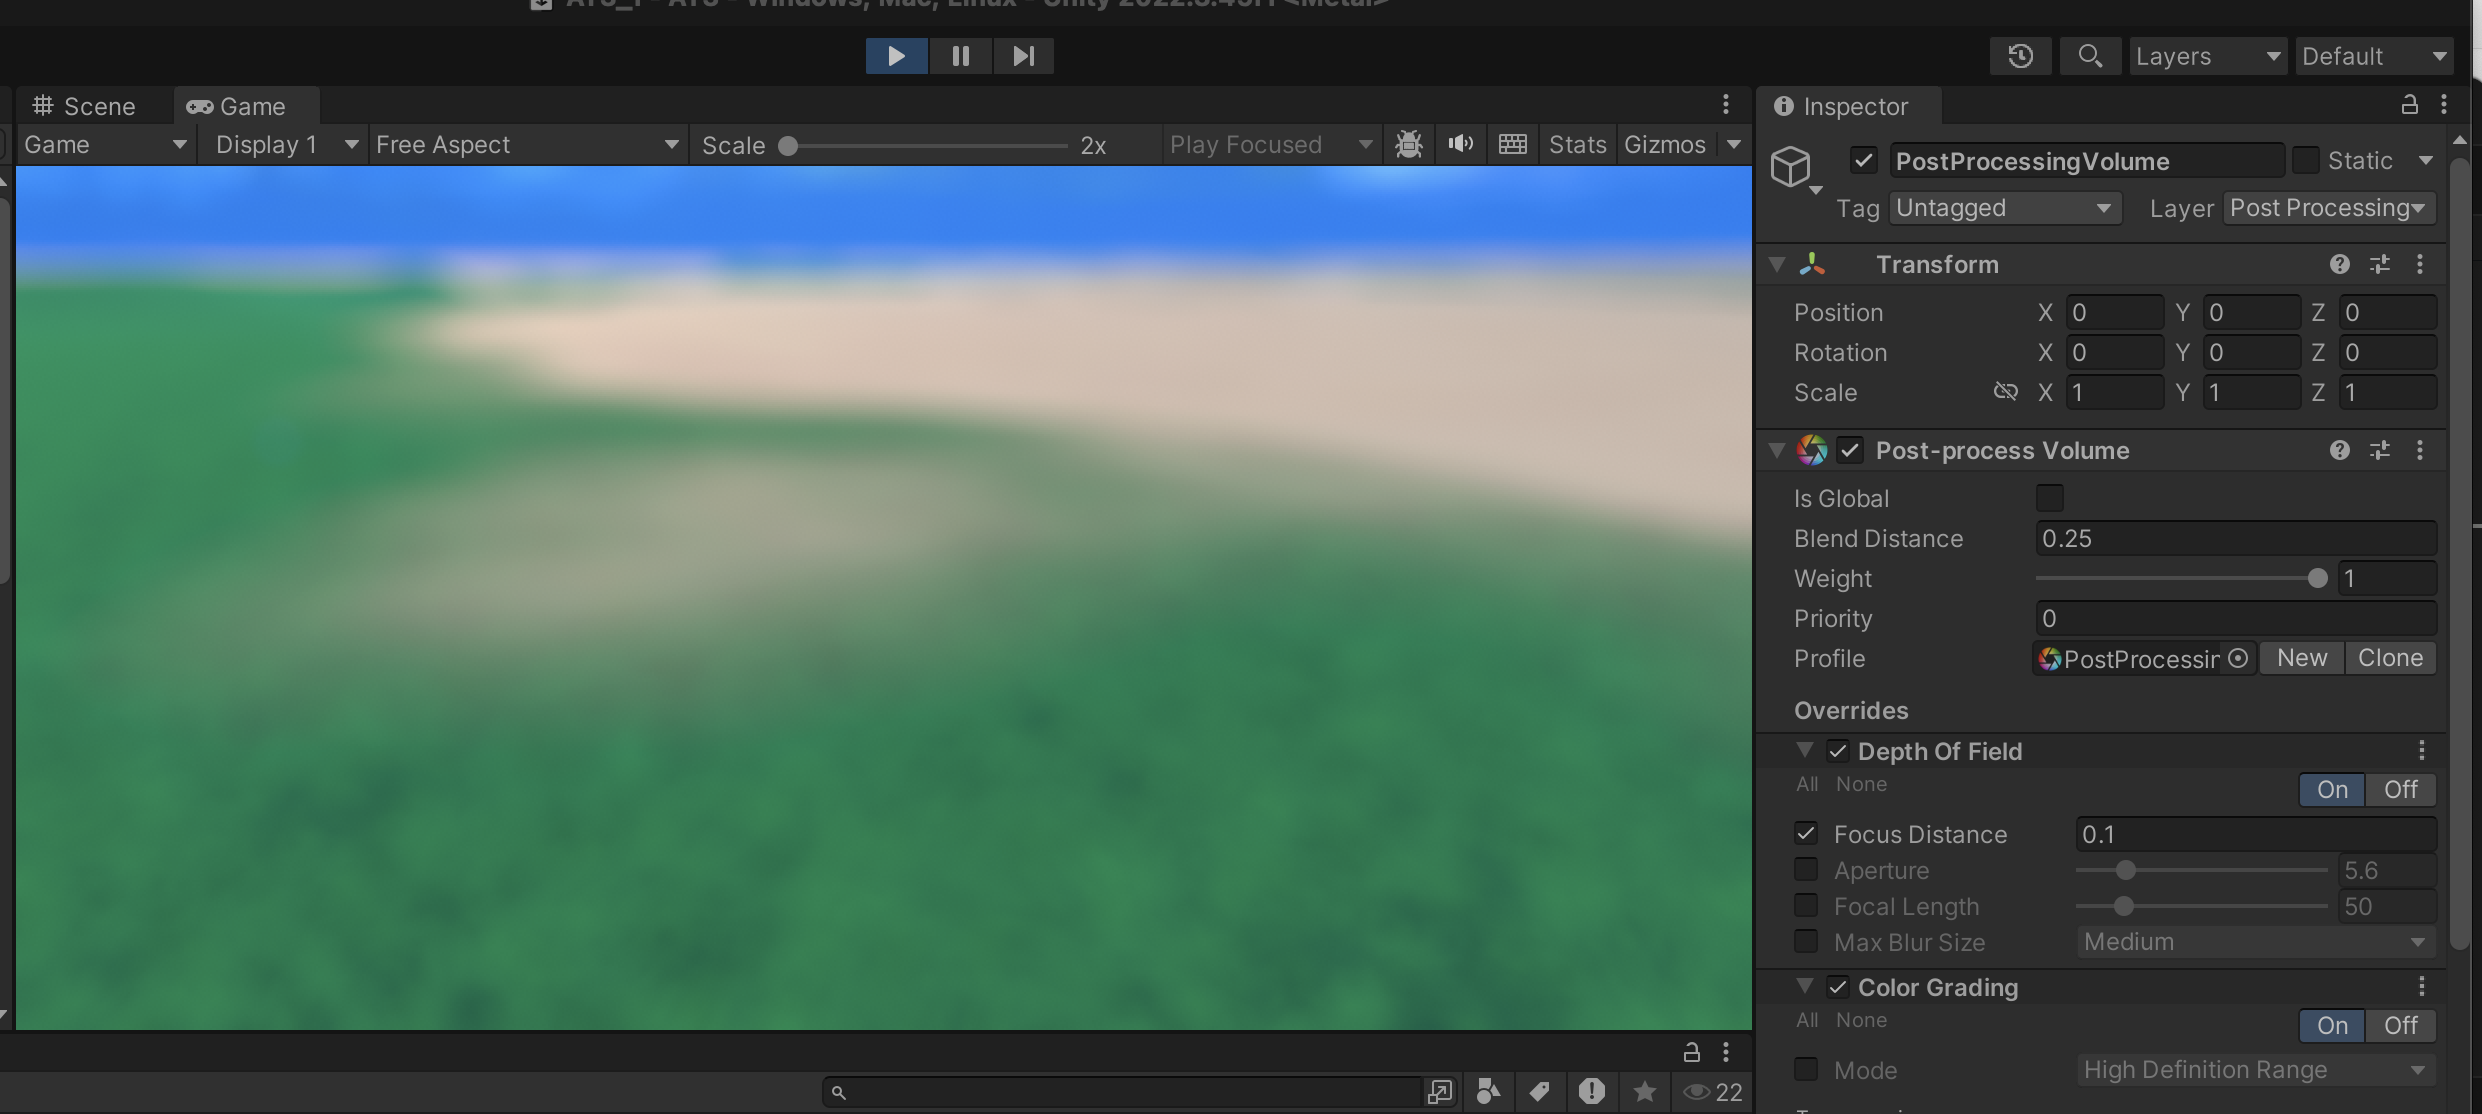 Scene Game
Layers Default
Game Display 1 Free Aspect Scale 2x Play Focused Stats Gizmos
Inspector
PostProcessingVolume Static
Tag Untagged Layer Post Processing
Transform
Position X 0 Y 0 Z 0
Rotation X 0 Y 0 Z 0
Scale X 1 Y 1 Z 1
Post-process Volume
Is Global
Blend Distance 0.25
Weight 1
Priority 0
Profile PostProcessin New Clone
Overrides
Depth Of Field
All None On Off
Focus Distance 0.1
Aperture 5.6
Focal Length 50
Max Blur Size Medium
Color Grading
All None On Off
Mode High Definition Range
22